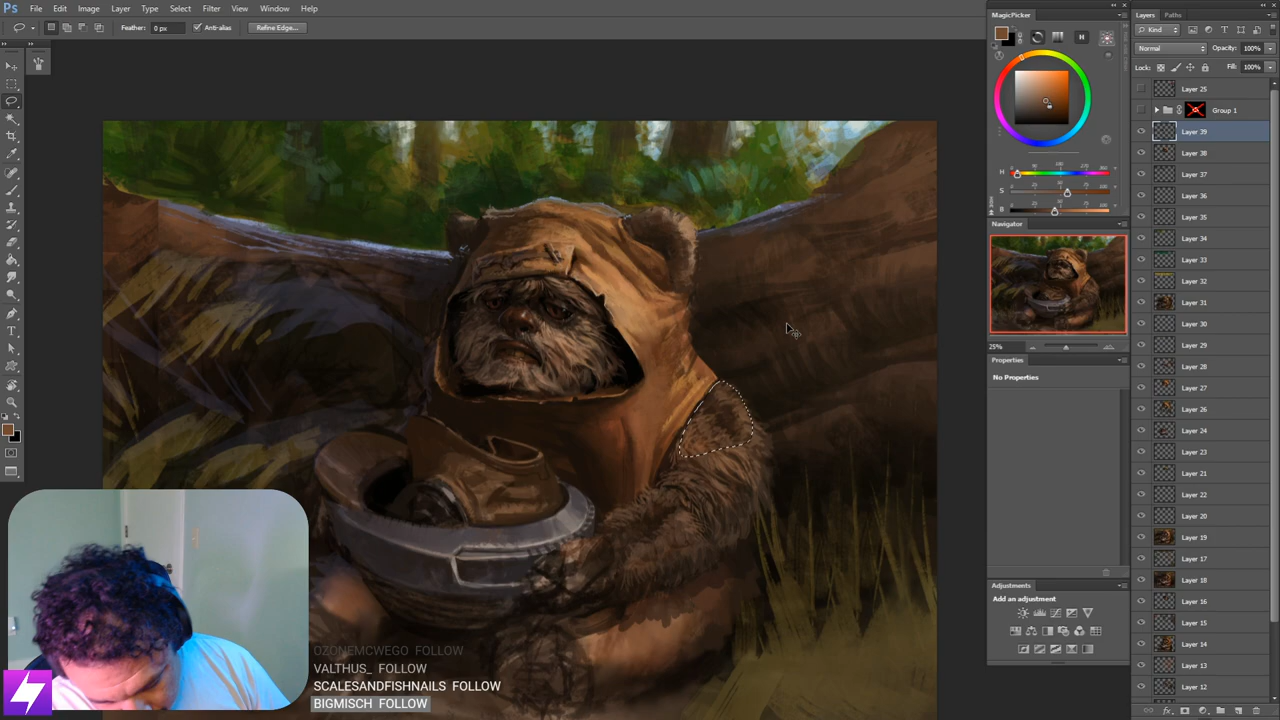 Ps File Edit Image Layer Type Select Filter View Window Help
Feather: 0 px Anti-alias Refine Edge...
MagicPicker
H
H
S
B
Navigator
25%
Properties
No Properties
Adjustments
Add an adjustment
Layers Paths
Kind
Normal Opacity: 100%
Lock: Fill: 100%
Layer 25
Group 1
Layer 39
Layer 38
Layer 37
Layer 36
Layer 35
Layer 34
Layer 33
Layer 32
Layer 31
Layer 30
Layer 29
Layer 28
Layer 27
Layer 26
Layer 24
Layer 23
Layer 21
Layer 22
Layer 20
Layer 19
Layer 17
Layer 18
Layer 16
Layer 15
Layer 14
Layer 13
Layer 12
OZONEMCWEGO FOLLOW
VALTHUS_ FOLLOW
SCALESANDFISHNAILS FOLLOW
BIGMISCH FOLLOW